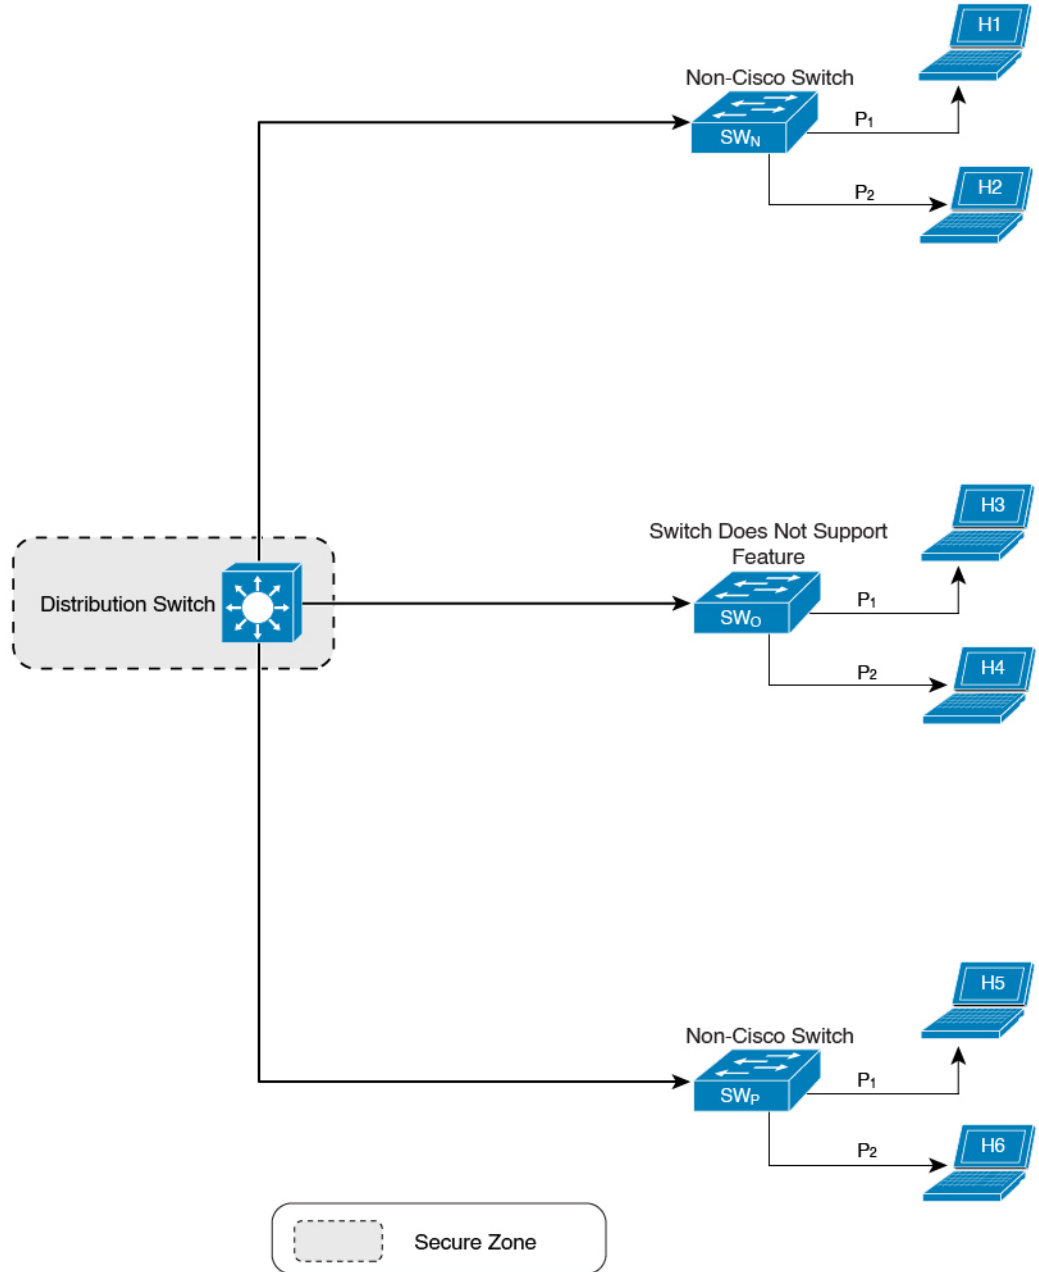 H1
Non-Cisco Switch
SWN
P1
H2
P2
H3
Switch Does Not Support
Feature
Distribution Switch
SWO
P1
H4
P2
H5
Non-Cisco Switch
SWP
P1
H6
P2
Secure Zone